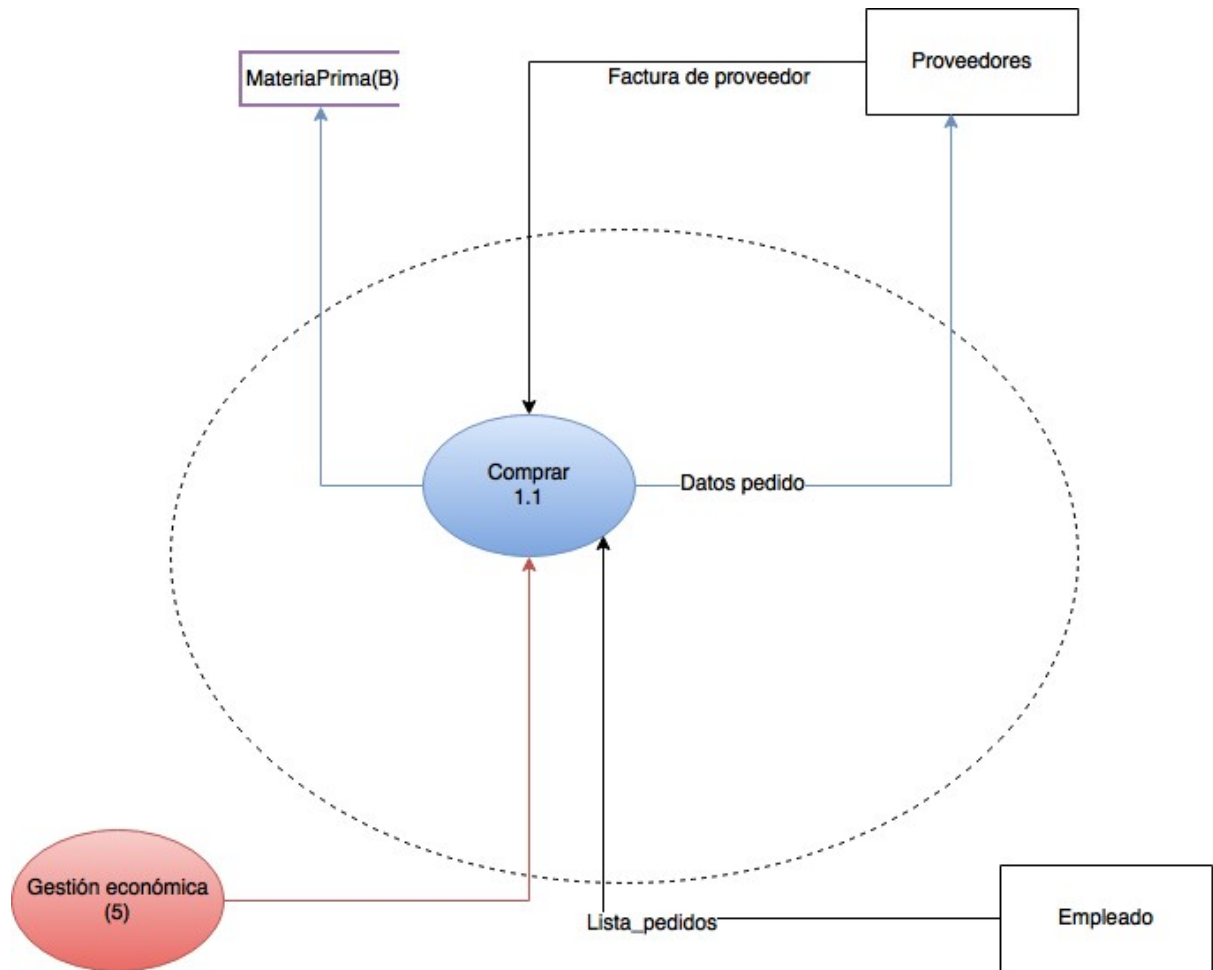 Proveedores
MateriaPrima(B)
Factura de proveedor
Comprar
1.1
Datos pedido
Gestión económica
(5)
Lista_pedidos
Empleado